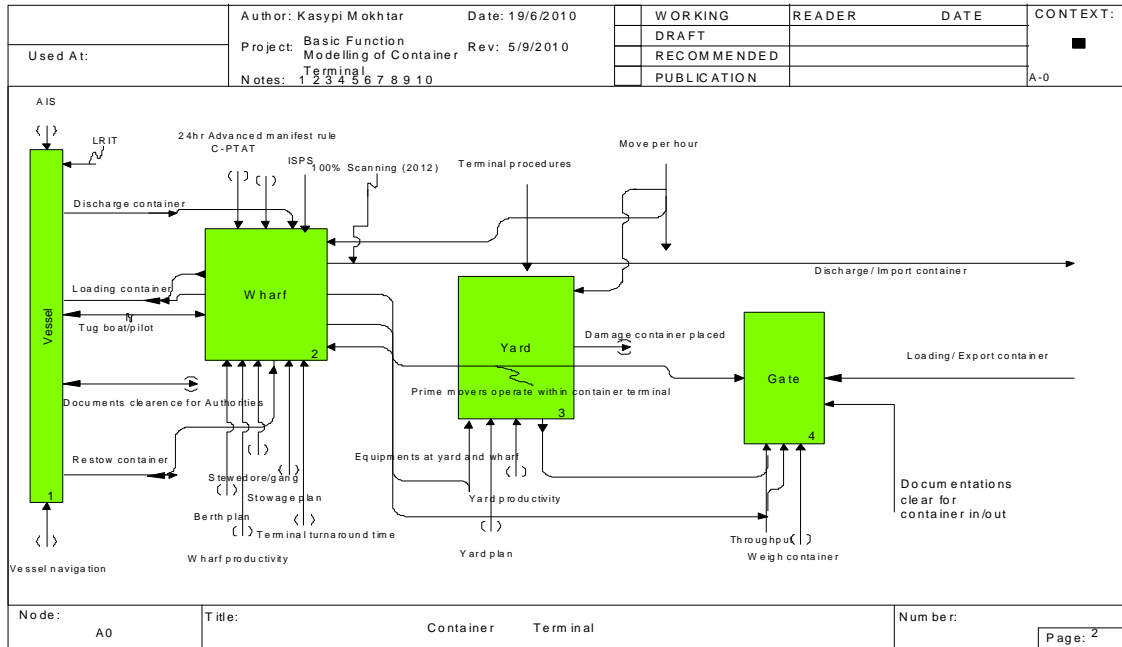 Used At:
Author: Kasypi Mokhtar
Date: 19/6/2010
Project: Basic Function
Modelling of Container
Terminal
Rev: 5/9/2010
Notes: 1 2 3 4 5 6 7 8 9 10
WORKING
DRAFT
RECOMMENDED
PUBLICATION
READER
DATE
CONTEXT:
A-0
AIS
LRIT
24hr Advanced manifest rule
C-PTAT
ISPS
100% Scanning (2012)
Terminal procedures
Move per hour
Discharge container
Discharge/Import container
Loading container
Wharf
2
Tug boat/pilot
Vessel
1
Damage container placed
Yard
3
Loading/Export container
Gate
4
Prime movers operate within container terminal
Documents clearence for Authorities
Restow container
Equipments at yard and wharf
Stewedore/gang
Stowage plan
Yard productivity
Documentations
clear for
container in/out
Berth plan
Terminal turnaround time
Throughput
Wharf productivity
Yard plan
Weigh container
Vessel navigation
Node:
A0
Title:
Container Terminal
Number:
Page: 2